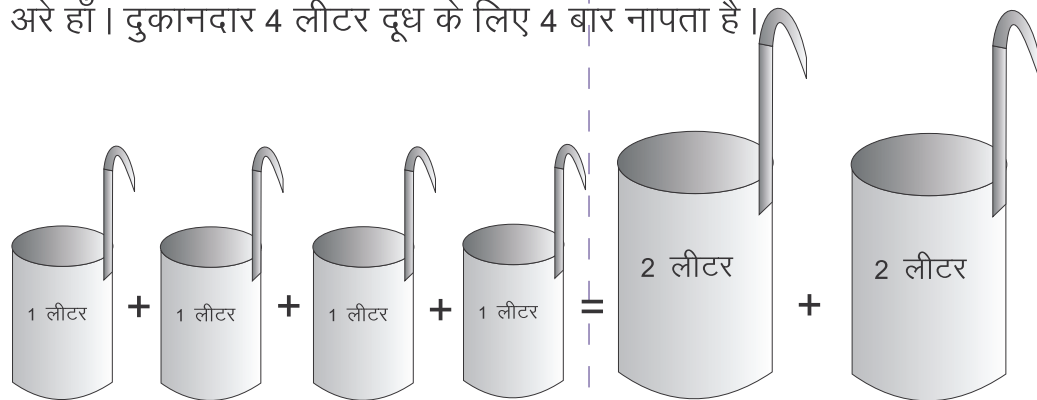 अरे हाँ | दुकानदार 4 लीटर दूध के लिए 4 बार नापता है |
1 लीटर + 1 लीटर + 1 लीटर + 1 लीटर = 2 लीटर + 2 लीटर